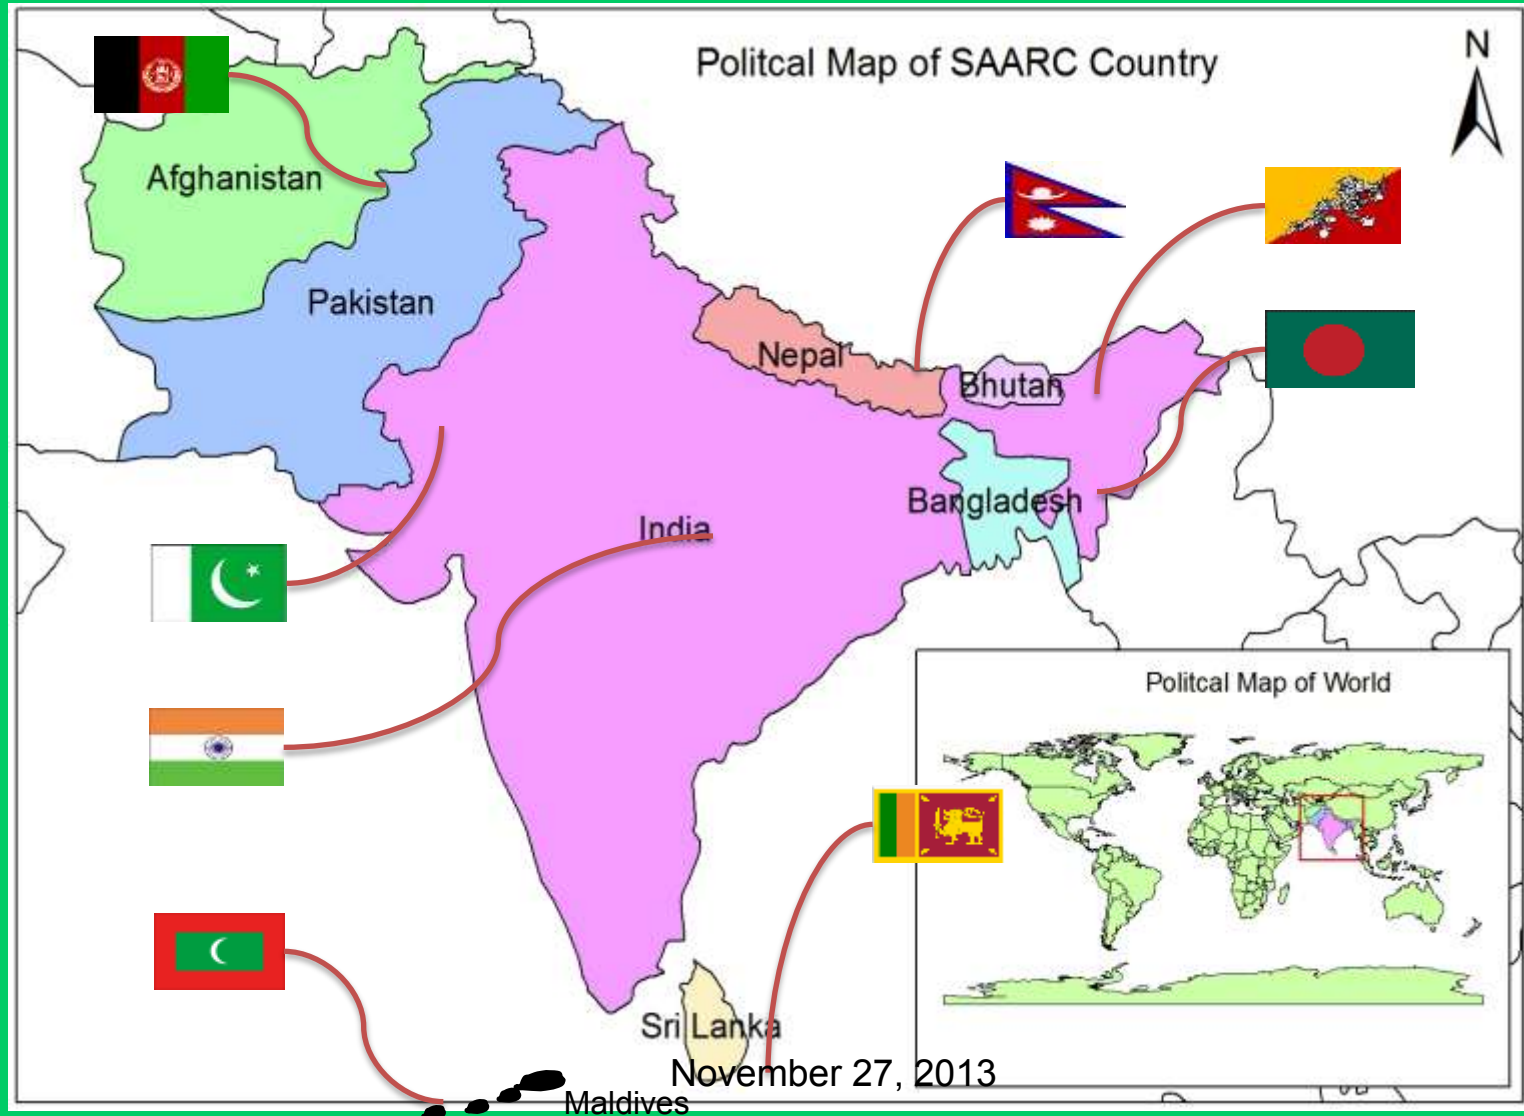 Politcal Map of SAARC Country
N
Afghanistan
Pakistan
Nepal
Bhutan
Bangladesh
India
Politcal Map of World
Sri Lanka
November 27, 2013
Maldives